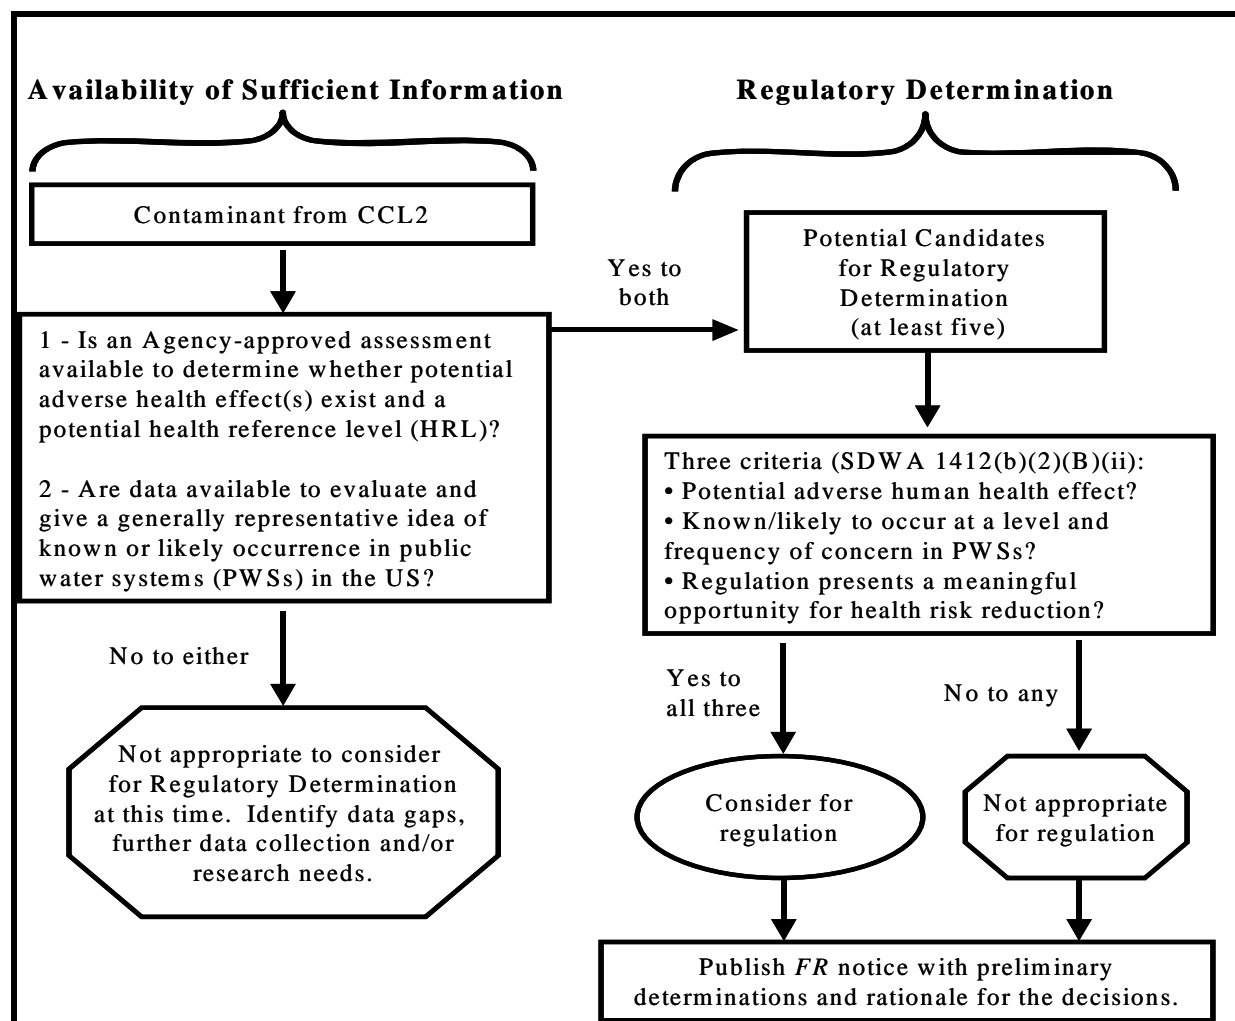 Availability of Sufficient Information
Contaminant from CCL2
1 - Is an Agency-approved assessment
available to determine whether potential
adverse health effect(s) exist and a
potential health reference level (HRL)?
2 - Are data available to evaluate and
give a generally representative idea of
known or likely occurrence in public
water systems (PWSs) in the US?
No to either
Not appropriate to consider
for Regulatory Determination
at this time. Identify data gaps,
further data collection and/or
research needs.
Yes to
both
Regulatory Determination
Potential Candidates
for Regulatory
Determination
(at least five)
Three criteria (SDWA 1412(b)(2)(B)(ii):
• Potential adverse human health effect?
• Known/likely to occur at a level and
frequency of concern in PWSs?
• Regulation presents a meaningful
opportunity for health risk reduction?
Yes to
all three
No to any
Consider for
regulation
Not appropriate
for regulation
Publish FR notice with preliminary
determinations and rationale for the decisions.